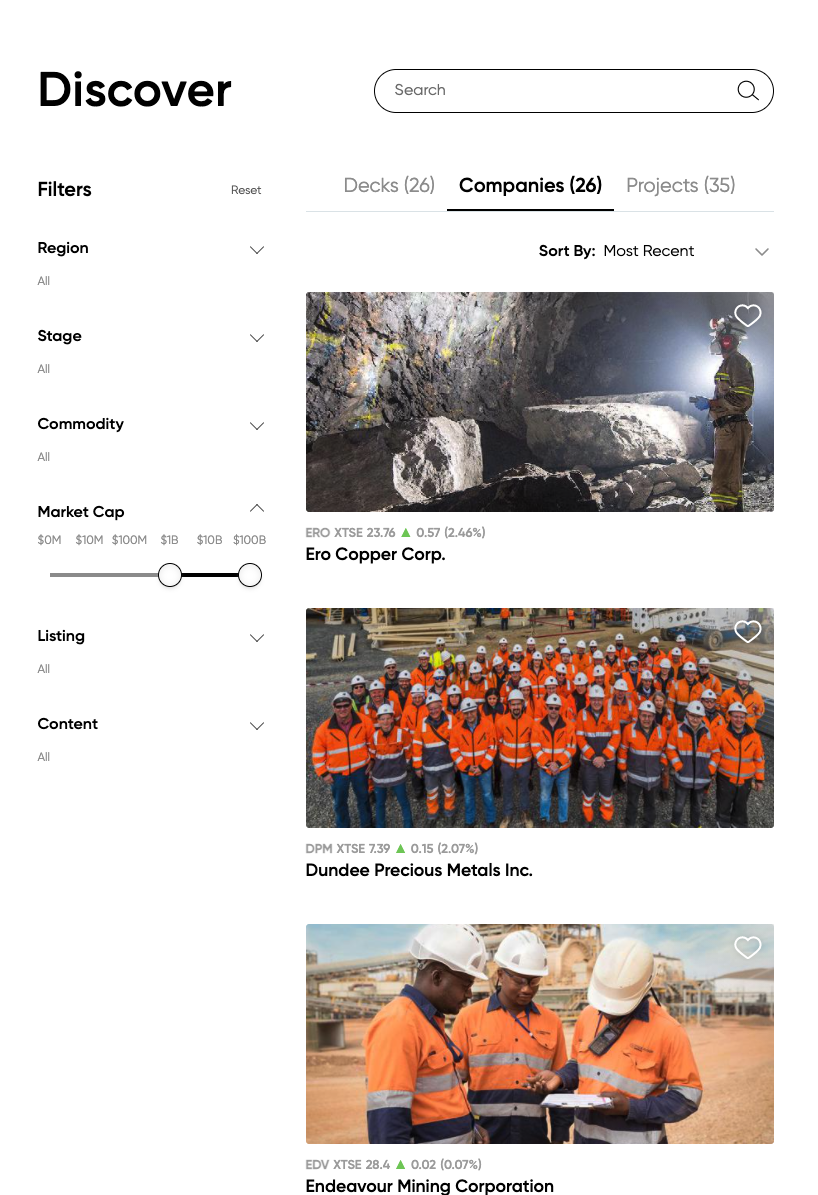 Discover
Search
Filters
Reset
Region
All
Stage
All
Commodity
All
Market Cap
$0M $10M $100M $1B $10B $100B
Listing
All
Content
All
Decks (26) Companies (26) Projects (35)
Sort By: Most Recent
ERO XTSE 23.76 ▲ 0.57 (2.46%)
Ero Copper Corp.
DPM XTSE 7.39 ▲ 0.15 (2.07%)
Dundee Precious Metals Inc.
EDV XTSE 28.4 ▲ 0.02 (0.07%)
Endeavour Mining Corporation